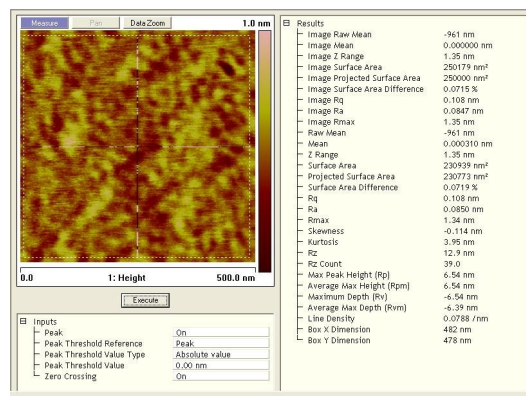 Measure Pan Data Zoom 1.0 nm
0.0 1: Height 500.0 nm
Execute
Inputs
Peak On
Peak Threshold Reference Peak
Peak Threshold Value Type Absolute value
Peak Threshold Value 0.00 nm
Zero Crossing On
Results
Image Raw Mean -961 nm
Image Mean 0.000000 nm
Image Z Range 1.35 nm
Image Surface Area 250179 nm²
Image Projected Surface Area 250000 nm²
Image Surface Area Difference 0.0715 %
Image Rq 0.108 nm
Image Ra 0.0847 nm
Image Rmax 1.35 nm
Raw Mean -961 nm
Mean 0.000310 nm
Z Range 1.35 nm
Surface Area 230939 nm²
Projected Surface Area 230773 nm²
Surface Area Difference 0.0719 %
Rq 0.108 nm
Ra 0.0850 nm
Rmax 1.34 nm
Skewness -0.114 nm
Kurtosis 3.95 nm
Rz 12.9 nm
Rz Count 39.0
Max Peak Height (Rp) 6.54 nm
Average Max Height (Rpm) 6.54 nm
Maximum Depth (Rv) -6.54 nm
Average Max Depth (Rvm) -6.39 nm
Line Density 0.0788 /nm
Box X Dimension 482 nm
Box Y Dimension 478 nm